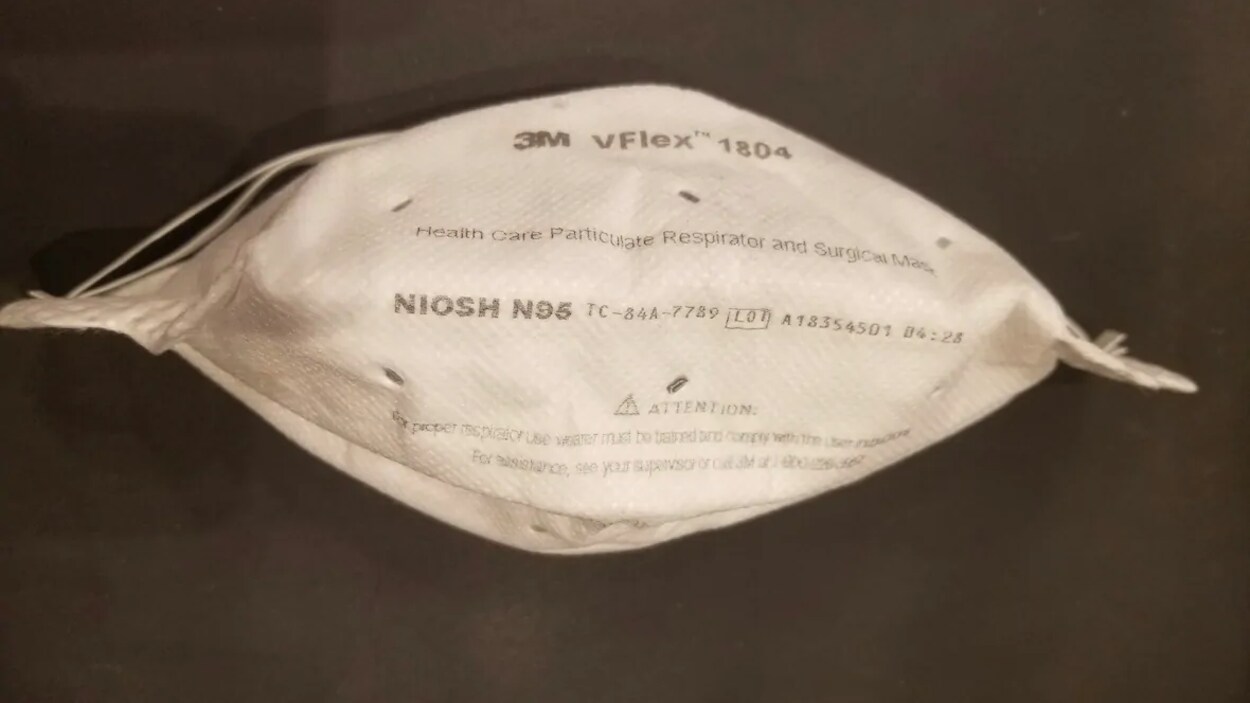 3M VFlex™ 1804
Health Care Particulate Respirator and Surgical Mask
NIOSH N95 TC-84A-7789 LOT A18354501 04:28
ATTENTION:
For proper respirator use wearer must be trained and comply with the User Instructions
For assistance, see your supervisor or call 3M at